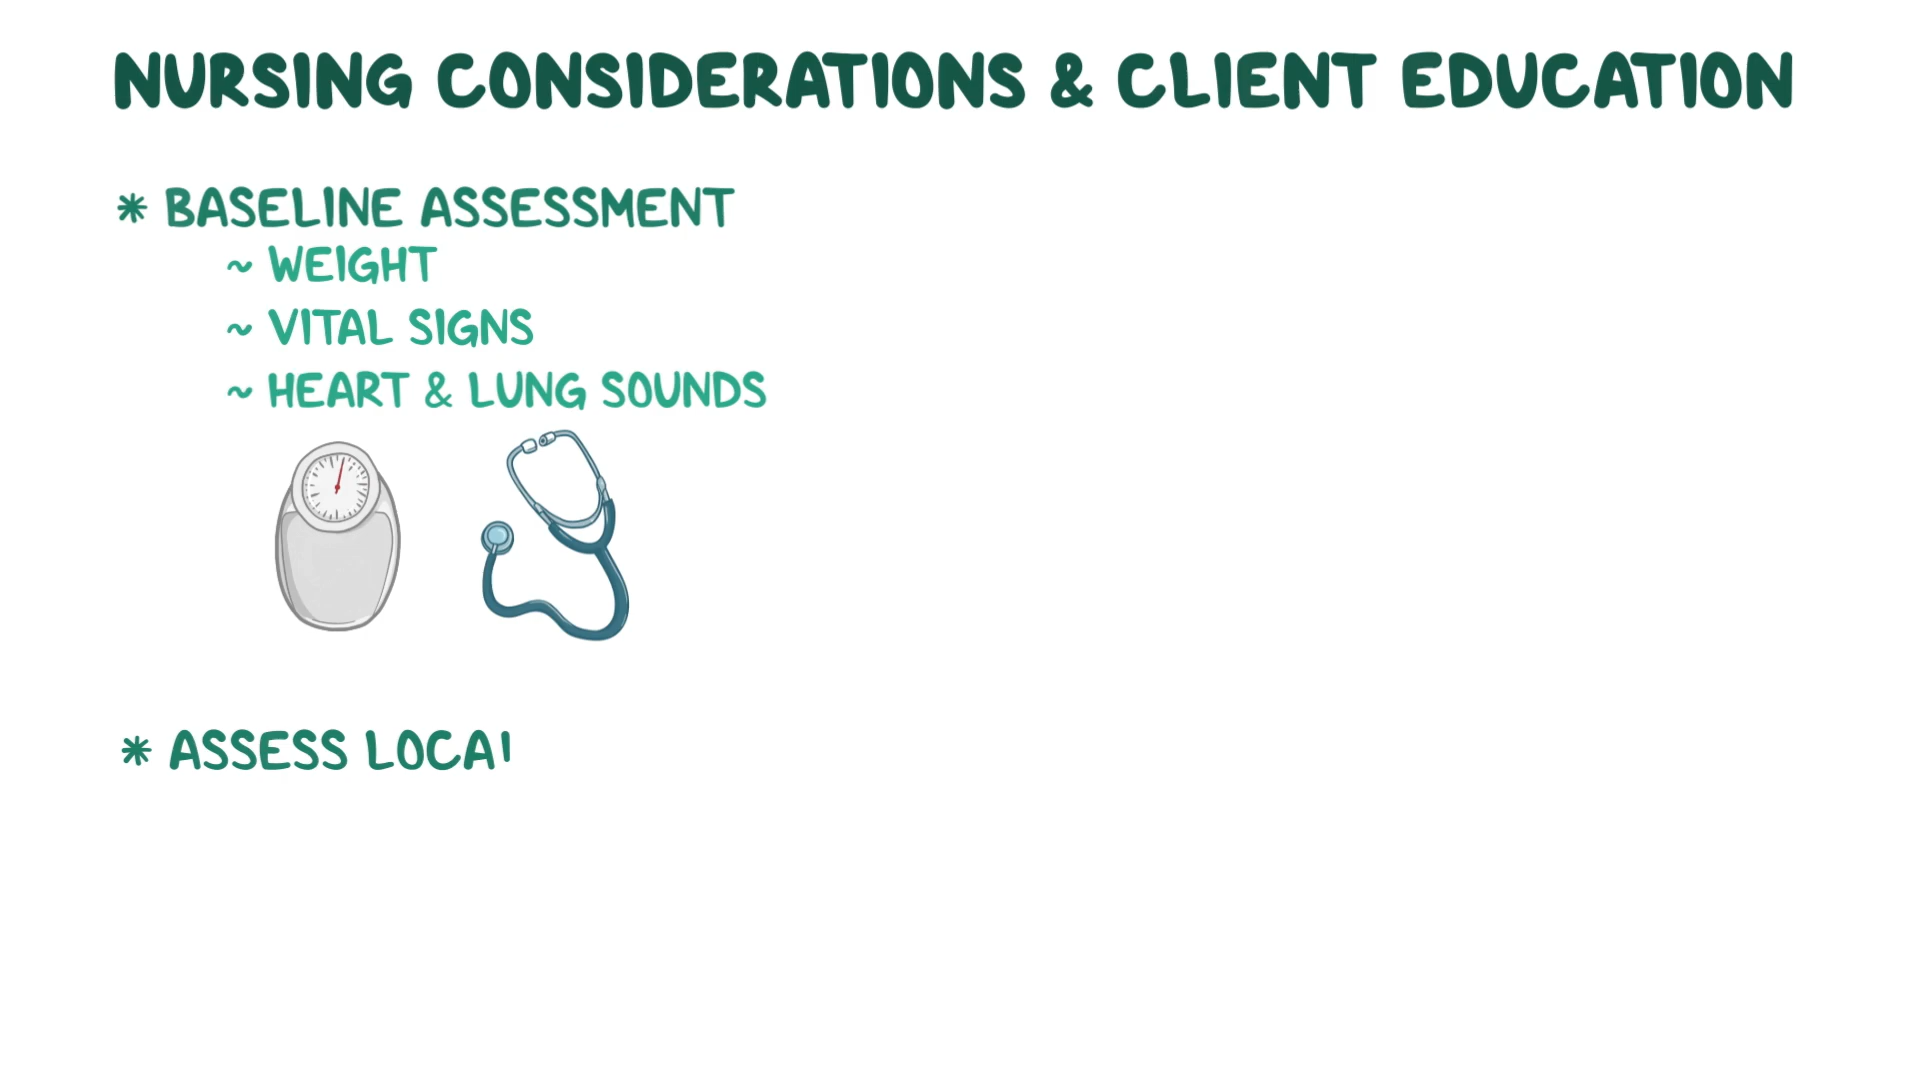 NURSING CONSIDERATIONS & CLIENT EDUCATION
* BASELINE ASSESSMENT
~ WEIGHT
~ VITAL SIGNS
~ HEART & LUNG SOUNDS
* ASSESS